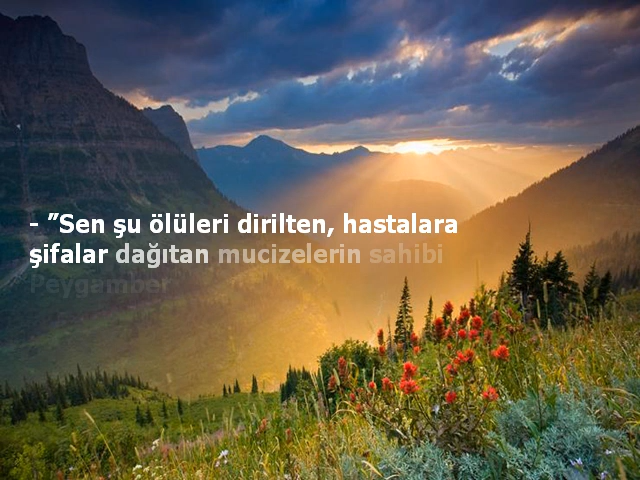 - ”Sen şu ölüleri dirilten, hastalara
şifalar dağıtan mucizelerin sahibi
Peygamber